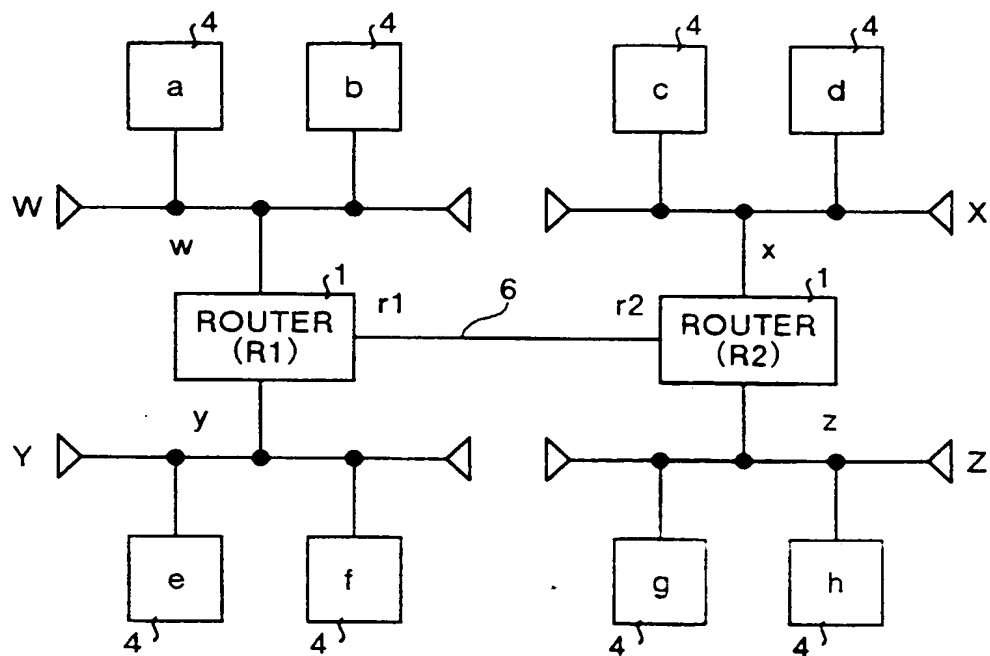 4 4 4 4
a b c d
W X
w x
1 1
r1 6 r2
ROUTER ROUTER
(R1) (R2)
y z
Y Z
e f g h
4 4 4 4